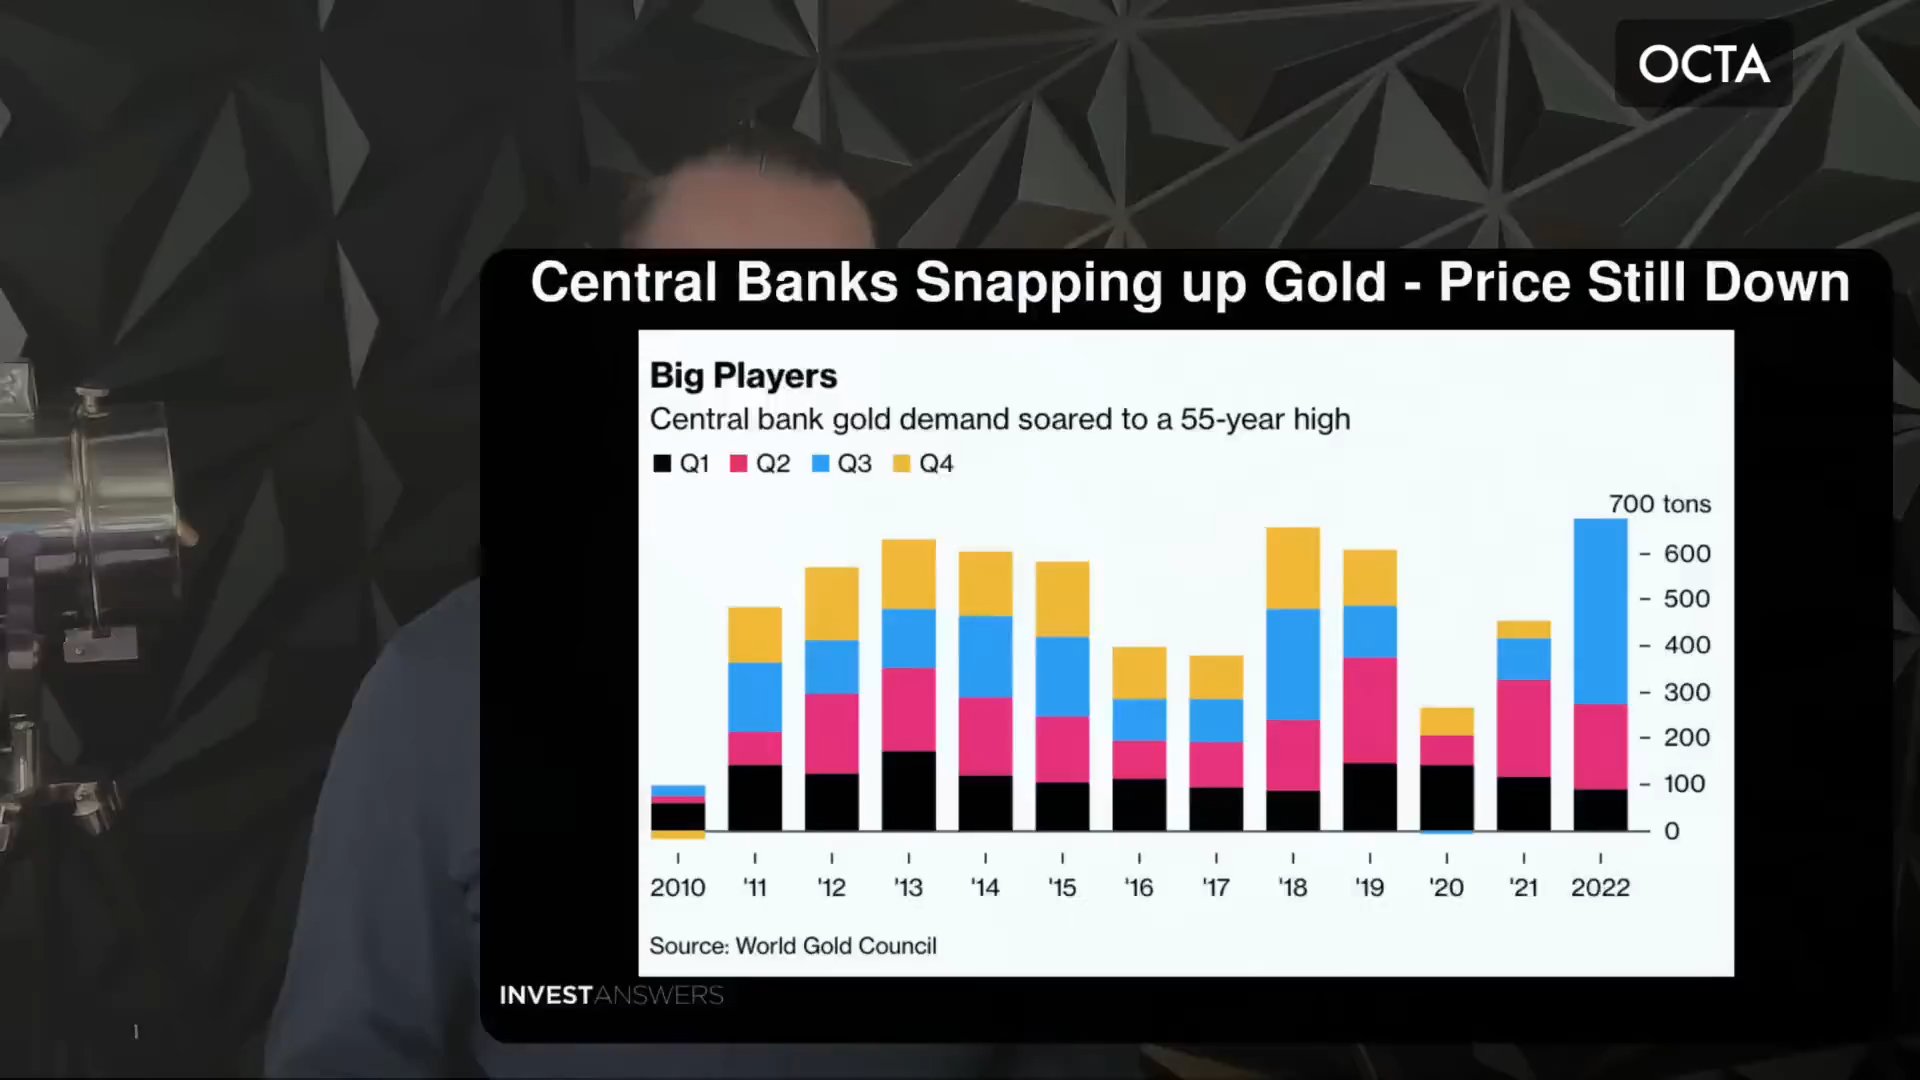 OCTA
Central Banks Snapping up Gold - Price Still Down
Big Players
Central bank gold demand soared to a 55-year high
Q1 Q2 Q3 Q4
700 tons
600
500
400
300
200
100
0
2010 '11 '12 '13 '14 '15 '16 '17 '18 '19 '20 '21 2022
Source: World Gold Council
INVESTANSWERS